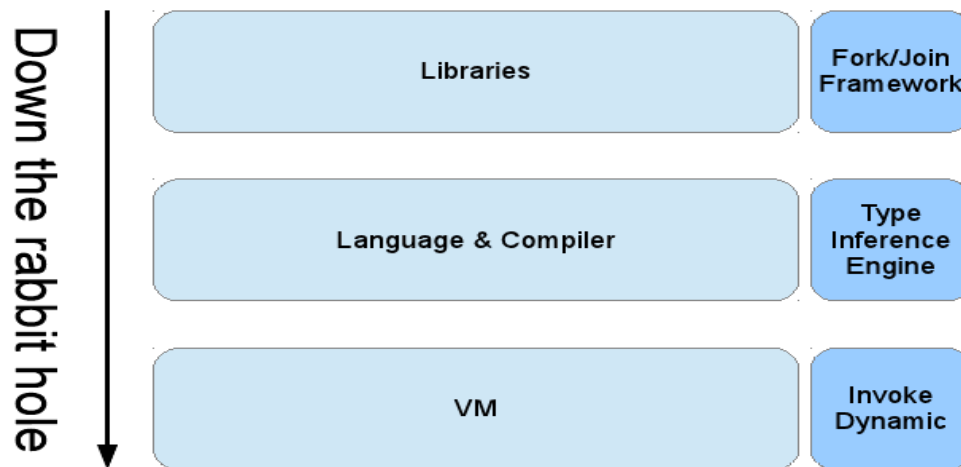 Down the rabbit hole
Libraries
Fork/Join
Framework
Language & Compiler
Type
Inference
Engine
VM
Invoke
Dynamic